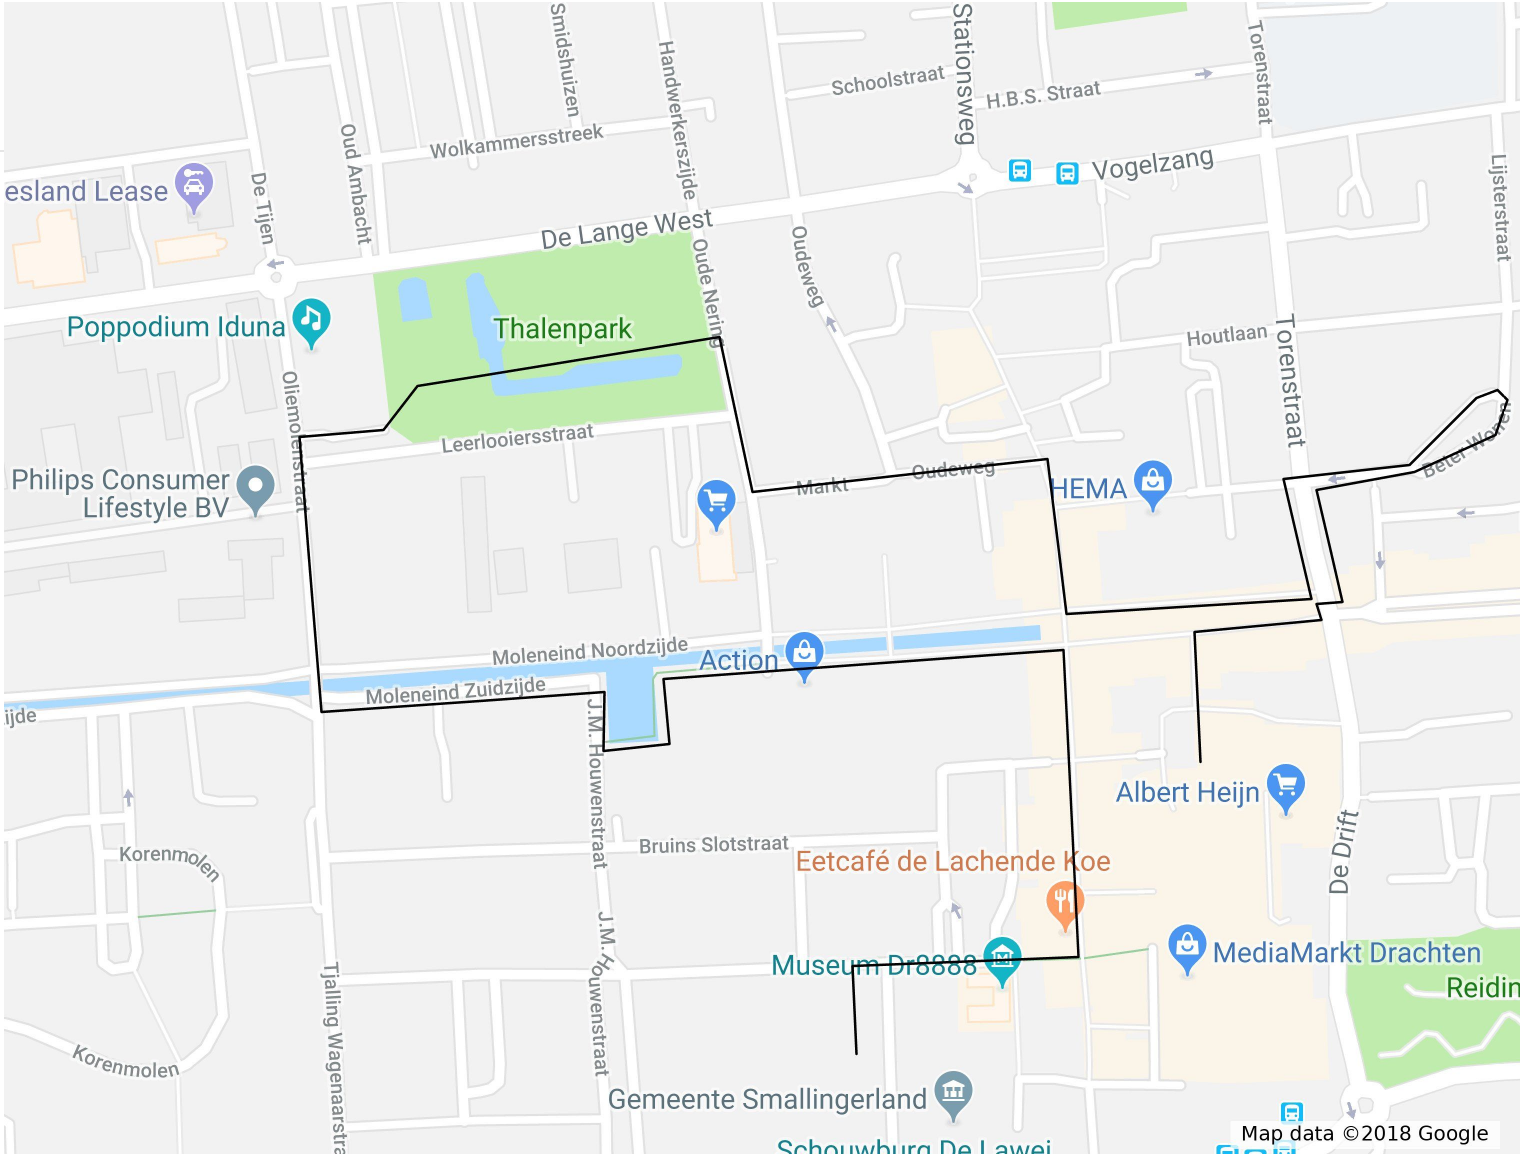 Smidshuizen
Handwerkerszijde
Stationsweg
Schoolstraat
H.B.S. Straat
Torenstraat
Wolkammersstreek
Oud Ambacht
De Tijen
esland Lease
Vogelzang
Lijsterstraat
De Lange West
Oude Nering
Oudeweg
Poppodium Iduna
Thalenpark
Houtlaan
Torenstraat
Oliemolenstraat
Leerlooiersstraat
Beter Wonen
Philips Consumer
Lifestyle BV
Markt
Oudeweg
HEMA
Moleneind Noordzijde
Action
Moleneind Zuidzijde
ijde
J.M. Houwenstraat
Albert Heijn
Bruins Slotstraat
Korenmolen
Eetcafé de Lachende Koe
De Drift
J.M. Houwenstraat
Museum Dr8888
MediaMarkt Drachten
Reidin
Tjalling Wagenaarstra
Korenmolen
Gemeente Smallingerland
Schouwburg De Lawei
Map data ©2018 Google